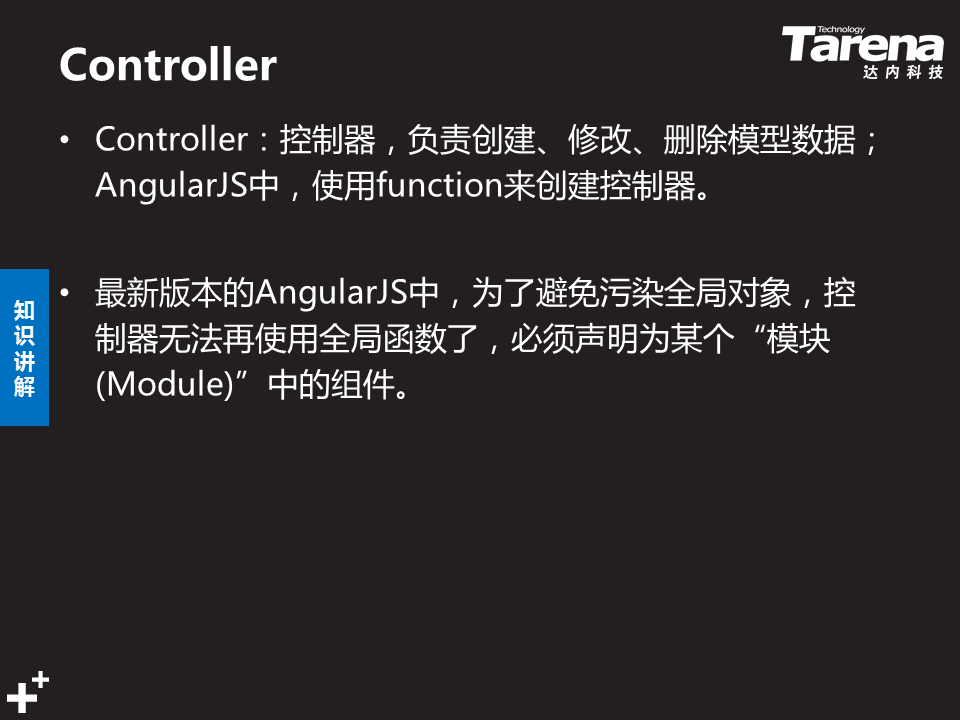 Controller
Technology
Tarena
达内科技
• Controller：控制器，负责创建、修改、删除模型数据；
AngularJS中，使用function来创建控制器。
• 最新版本的AngularJS中，为了避免污染全局对象，控
制器无法再使用全局函数了，必须声明为某个“模块
(Module)”中的组件。
知
识
讲
解